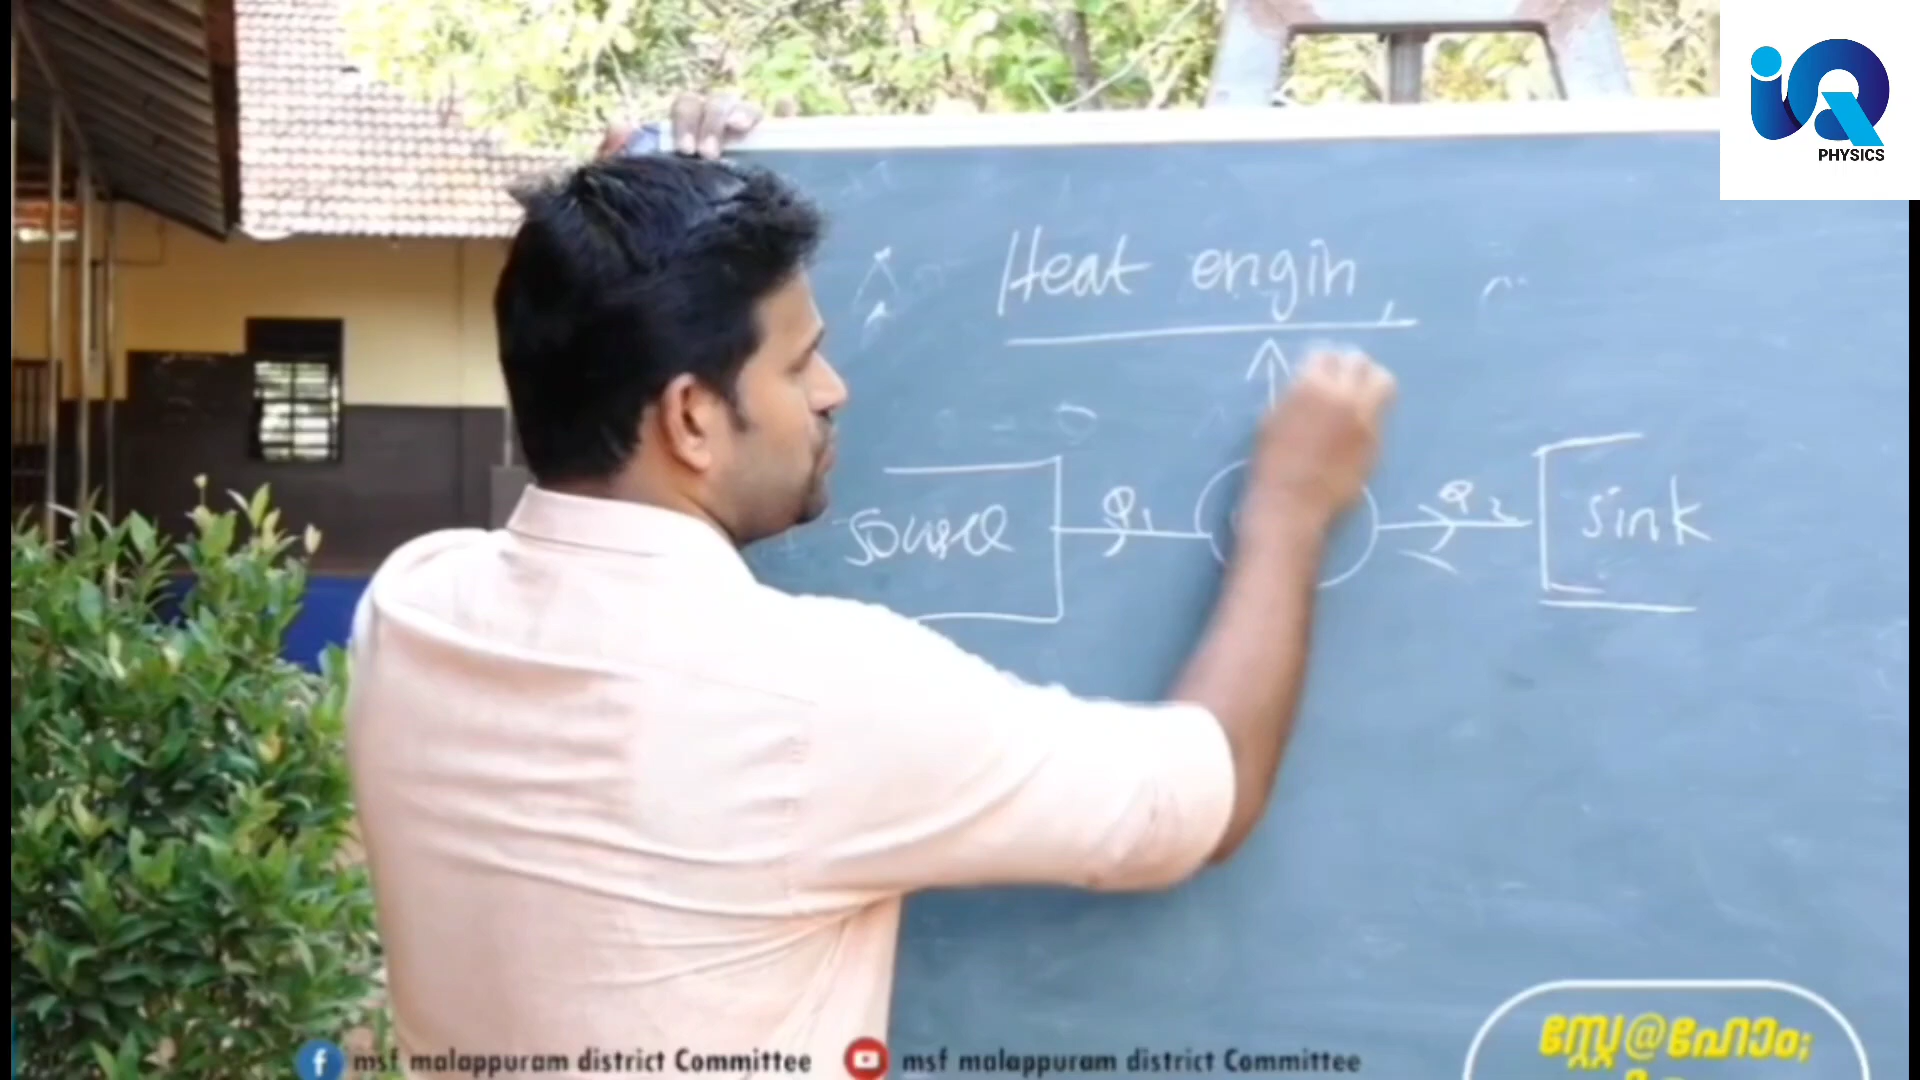 iQ
PHYSICS
Heat engin
source
Q1
Q2
sink
msf malappuram district Committee
msf malappuram district Committee
സ്റ്റേ@ഹോം;